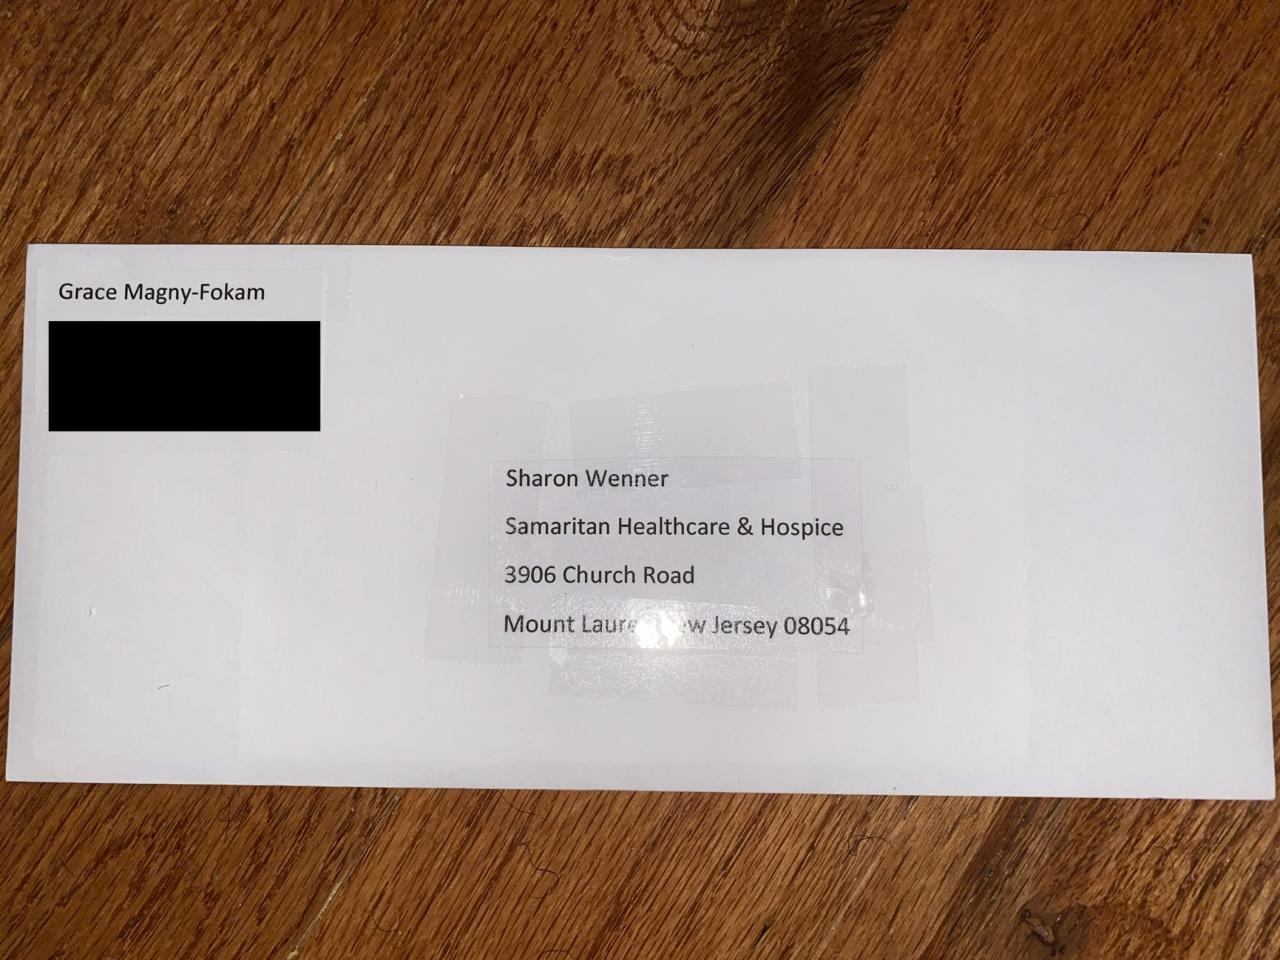 Grace Magny-Fokam
Sharon Wenner
Samaritan Healthcare & Hospice
3906 Church Road
Mount Jersey 08054